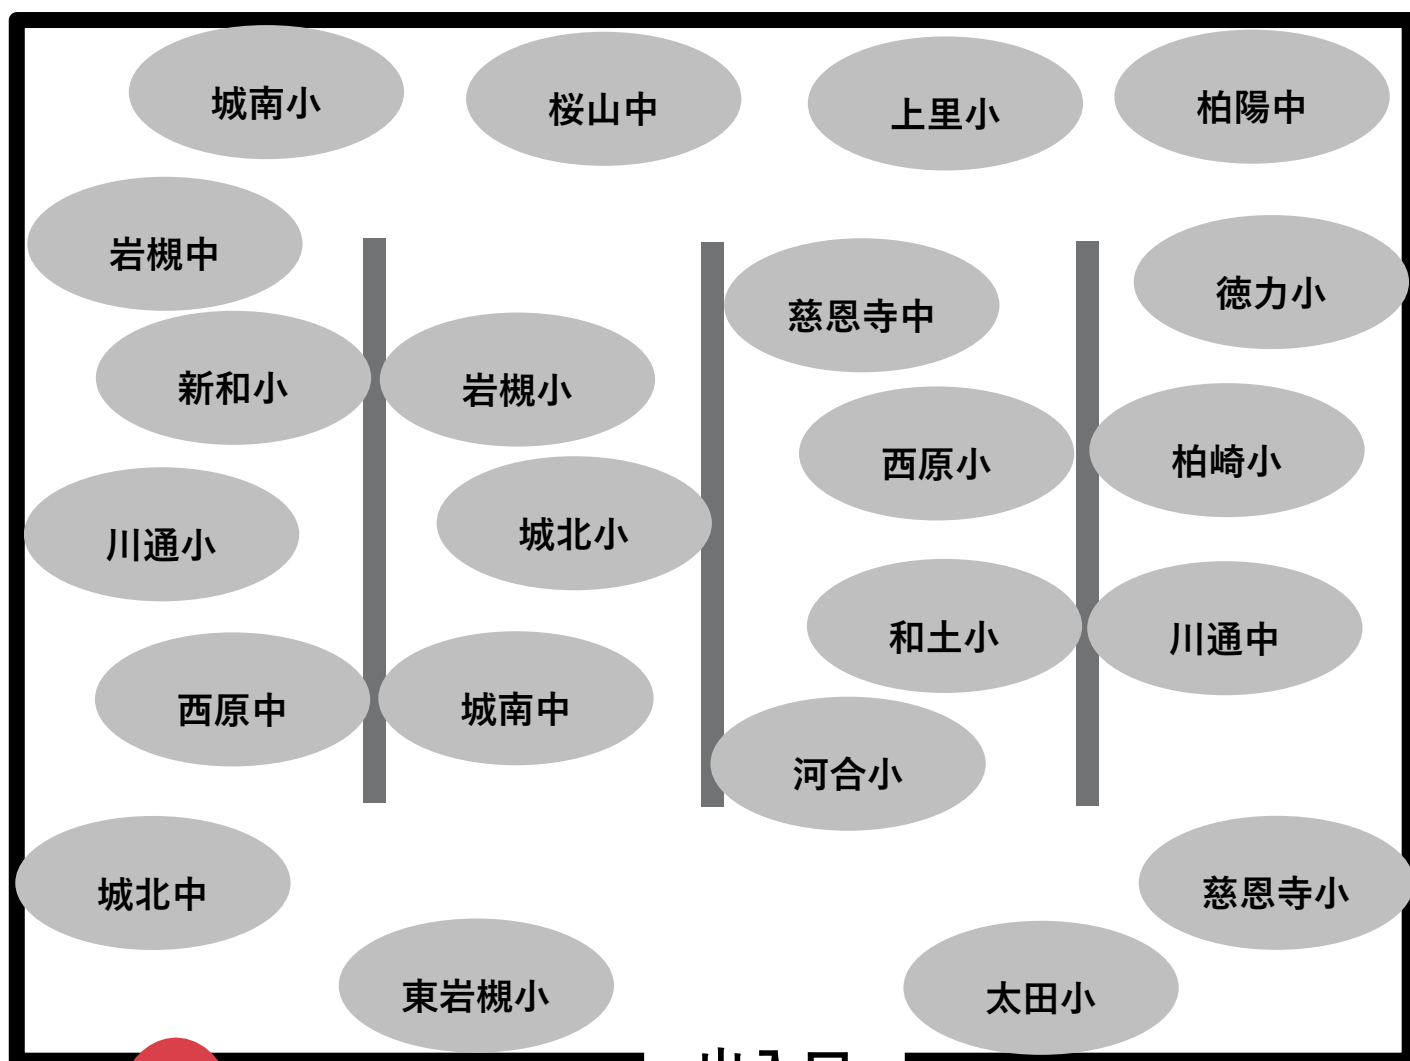 城南小
桜山中
上里小
柏陽中
岩槻中
徳力小
慈恩寺中
新和小
岩槻小
西原小
柏崎小
川通小
城北小
和土小
川通中
西原中
城南中
河合小
城北中
慈恩寺小
東岩槻小
太田小
出入口